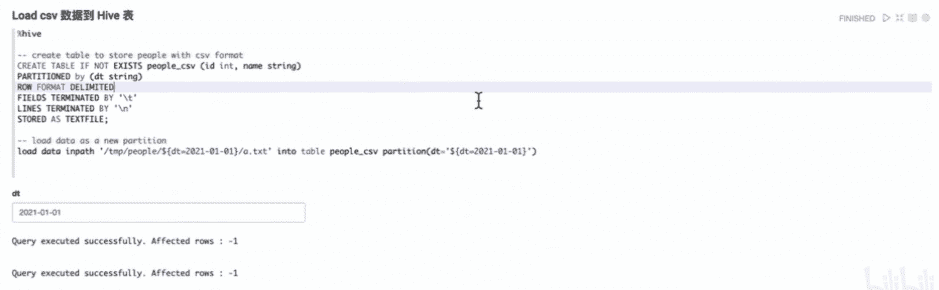 Load csv 数据到 Hive 表
FINISHED
%hive
-- create table to store people with csv format
CREATE TABLE IF NOT EXISTS people_csv (id int, name string)
PARTITIONED by (dt string)
ROW FORMAT DELIMITED
FIELDS TERMINATED BY '\t'
LINES TERMINATED BY '\n'
STORED AS TEXTFILE;
-- load data as a new partition
load data inpath '/tmp/people/${dt=2021-01-01}/a.txt' into table people_csv partition(dt='${dt=2021-01-01}')
dt
2021-01-01
Query executed successfully. Affected rows : -1
Query executed successfully. Affected rows : -1
bilibili